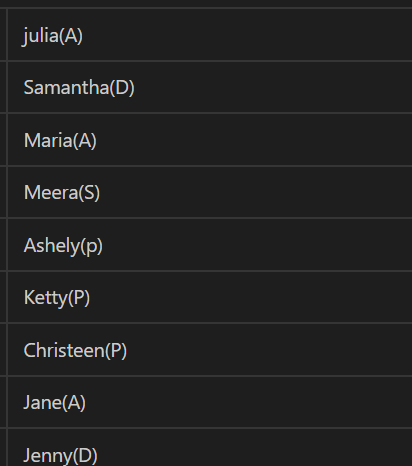 julia(A)
Samantha(D)
Maria(A)
Meera(S)
Ashely(p)
Ketty(P)
Christeen(P)
Jane(A)
Jenny(D)